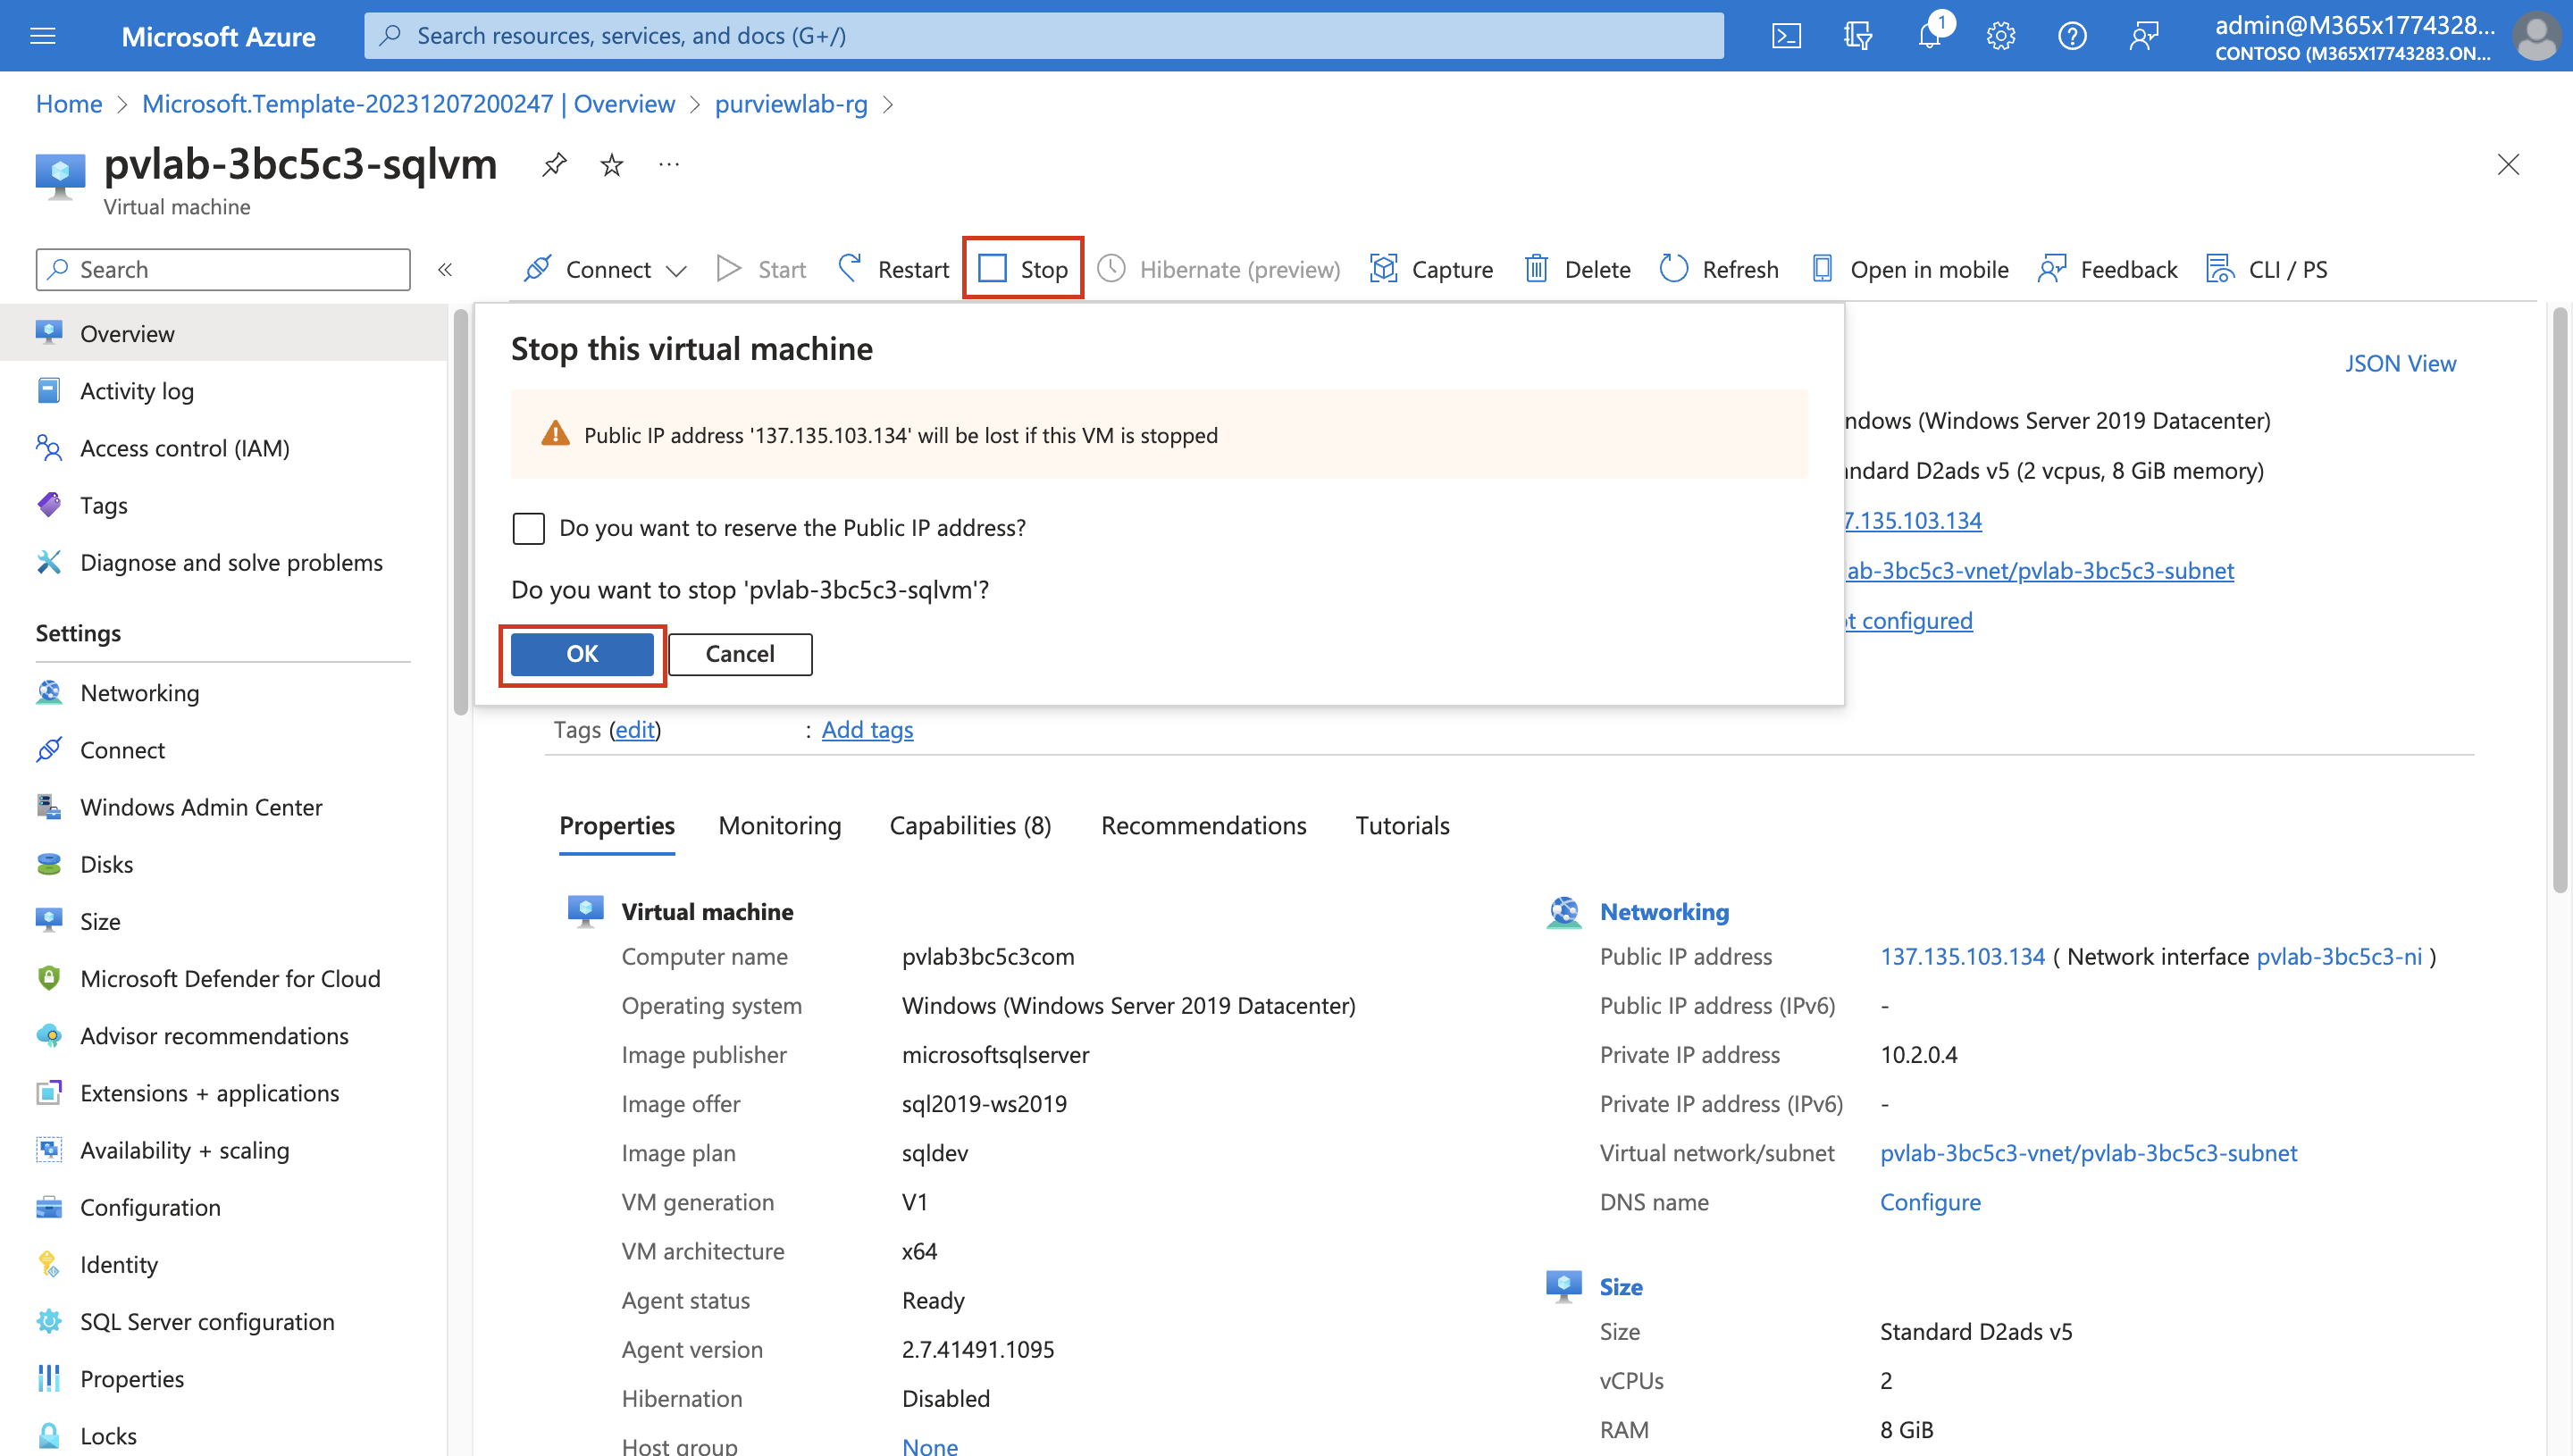 Microsoft Azure
Search resources, services, and docs (G+/)
1
admin@M365x1774328...
CONTOSO (M365X17743283.ON...
Home > Microsoft.Template-20231207200247 | Overview > purviewlab-rg >
pvlab-3bc5c3-sqlvm
...
Virtual machine
Search
«
Connect
Start
Restart
Stop
Hibernate (preview)
Capture
Delete
Refresh
Open in mobile
Feedback
CLI / PS
Overview
Activity log
Access control (IAM)
Tags
Diagnose and solve problems
Settings
Networking
Connect
Windows Admin Center
Disks
Size
Microsoft Defender for Cloud
Advisor recommendations
Extensions + applications
Availability + scaling
Configuration
Identity
SQL Server configuration
Properties
Locks
Stop this virtual machine
Public IP address '137.135.103.134' will be lost if this VM is stopped
Do you want to reserve the Public IP address?
Do you want to stop 'pvlab-3bc5c3-sqlvm'?
OK
Cancel
JSON View
ndows (Windows Server 2019 Datacenter)
ndard D2ads v5 (2 vcpus, 8 GiB memory)
7.135.103.134
lab-3bc5c3-vnet/pvlab-3bc5c3-subnet
t configured
Tags (edit) : Add tags
Properties
Monitoring
Capabilities (8)
Recommendations
Tutorials
Virtual machine
Computer name pvlab3bc5c3com
Operating system Windows (Windows Server 2019 Datacenter)
Image publisher microsoftsqlserver
Image offer sql2019-ws2019
Image plan sqldev
VM generation V1
VM architecture x64
Agent status Ready
Agent version 2.7.41491.1095
Hibernation Disabled
Host group None
Networking
Public IP address 137.135.103.134 ( Network interface pvlab-3bc5c3-ni )
Public IP address (IPv6) -
Private IP address 10.2.0.4
Private IP address (IPv6) -
Virtual network/subnet pvlab-3bc5c3-vnet/pvlab-3bc5c3-subnet
DNS name Configure
Size
Size Standard D2ads v5
vCPUs 2
RAM 8 GiB